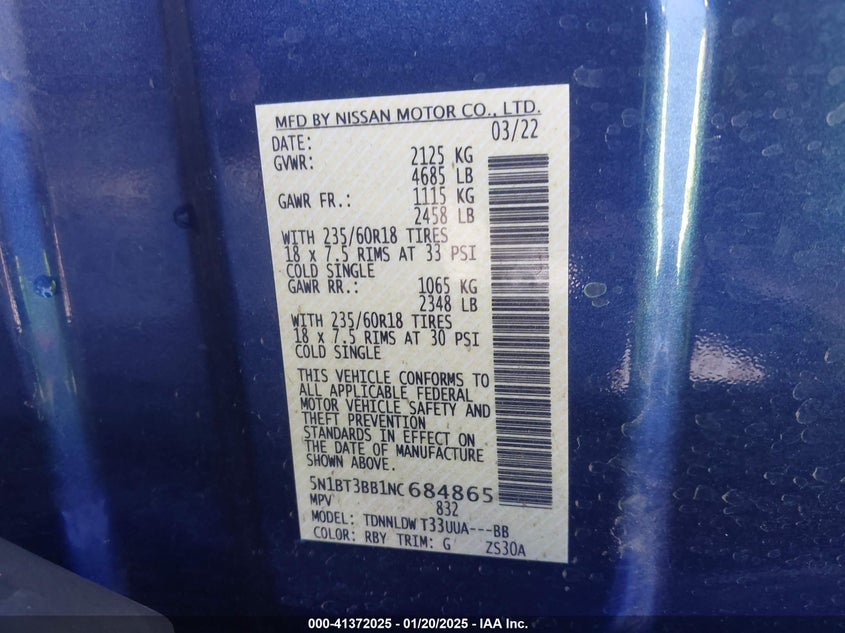 MFD BY NISSAN MOTOR CO., LTD.
DATE: 03/22
GVWR: 2125 KG
4685 LB
GAWR FR.: 1115 KG
2458 LB
WITH 235/60R18 TIRES
18 x 7.5 RIMS AT 33 PSI
COLD SINGLE
GAWR RR.: 1065 KG
2348 LB
WITH 235/60R18 TIRES
18 x 7.5 RIMS AT 30 PSI
COLD SINGLE
THIS VEHICLE CONFORMS TO
ALL APPLICABLE FEDERAL
MOTOR VEHICLE SAFETY AND
THEFT PREVENTION
STANDARDS IN EFFECT ON
THE DATE OF MANUFACTURE
SHOWN ABOVE.
5N1BT3BB1NC684865
MPV 832
MODEL: TDNNLDW T33UUA---BB
COLOR: RBY TRIM: G ZS30A
000-41372025 - 01/20/2025 - IAA Inc.